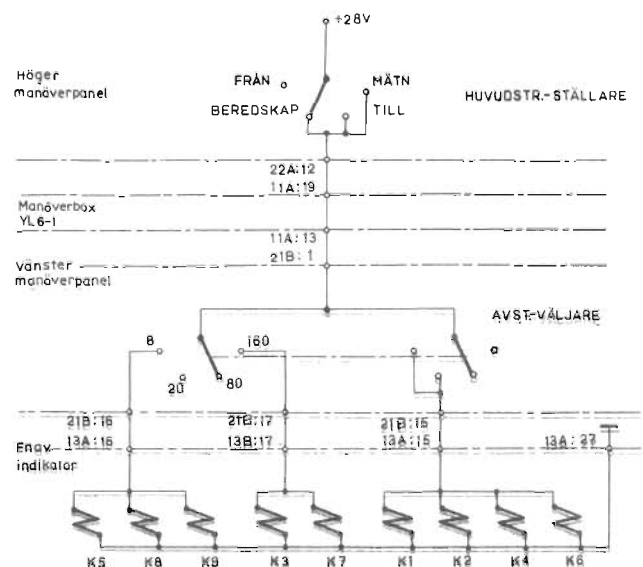 +28V
Höger
manöverpanel
FRÅN
MÄTN
BEREDSKAP
TILL
HUVUDSTR.-STÄLLARE
22A:12
11A:19
Manöverbox
YL6-1
11A:13
21B:1
Vänster
manöverpanel
AVST-VÄLJARE
8
160
20
80
21B:16
21B:17
21B:15
13A:16
13B:17
13A:15
13A:27
Enav
indikator
K5
K8
K9
K3
K7
K1
K2
K4
K6